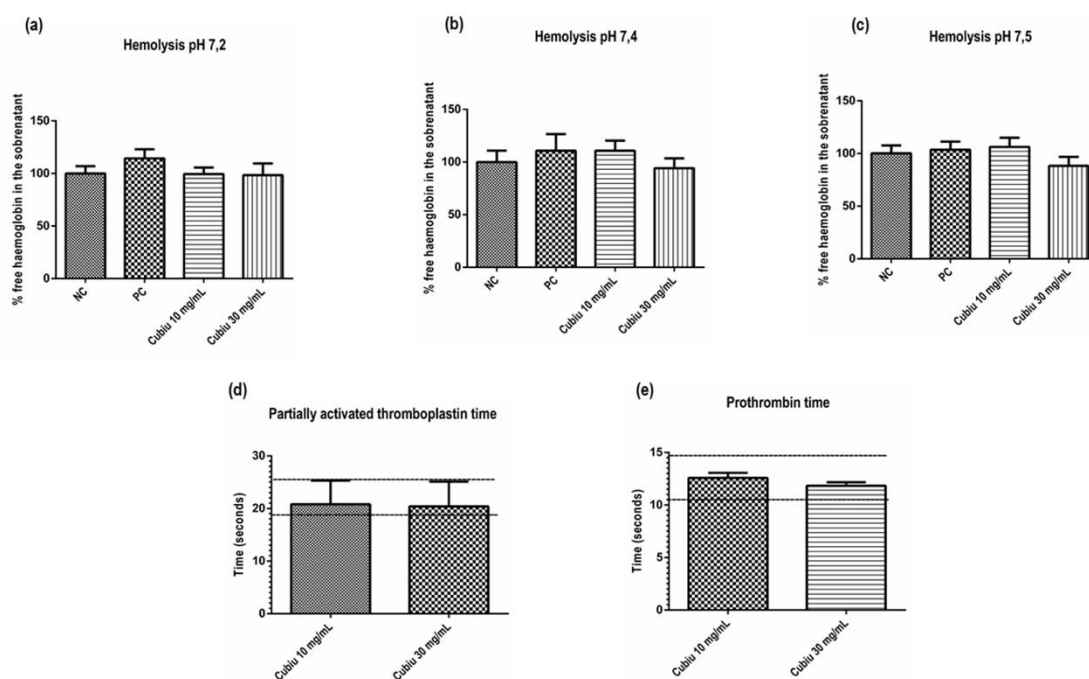 (a)
Hemolysis pH 7,2
% free haemoglobin in the sobrenatant
150
100
50
0
NC
PC
Cubiu 10 mg/mL
Cubiu 30 mg/mL
(b)
Hemolysis pH 7,4
% free haemoglobin in the sobrenatant
150
100
50
0
NC
PC
Cubiu 10 mg/mL
Cubiu 30 mg/mL
(c)
Hemolysis pH 7,5
% free haemoglobin in the sobrenatant
150
100
50
0
NC
PC
Cubiu 10 mg/mL
Cubiu 30 mg/mL
(d)
Partially activated thromboplastin time
Time (seconds)
30
20
10
0
Cubiu 10 mg/mL
Cubiu 30 mg/mL
(e)
Prothrombin time
Time (seconds)
15
10
5
0
Cubiu 10 mg/mL
Cubiu 30 mg/mL